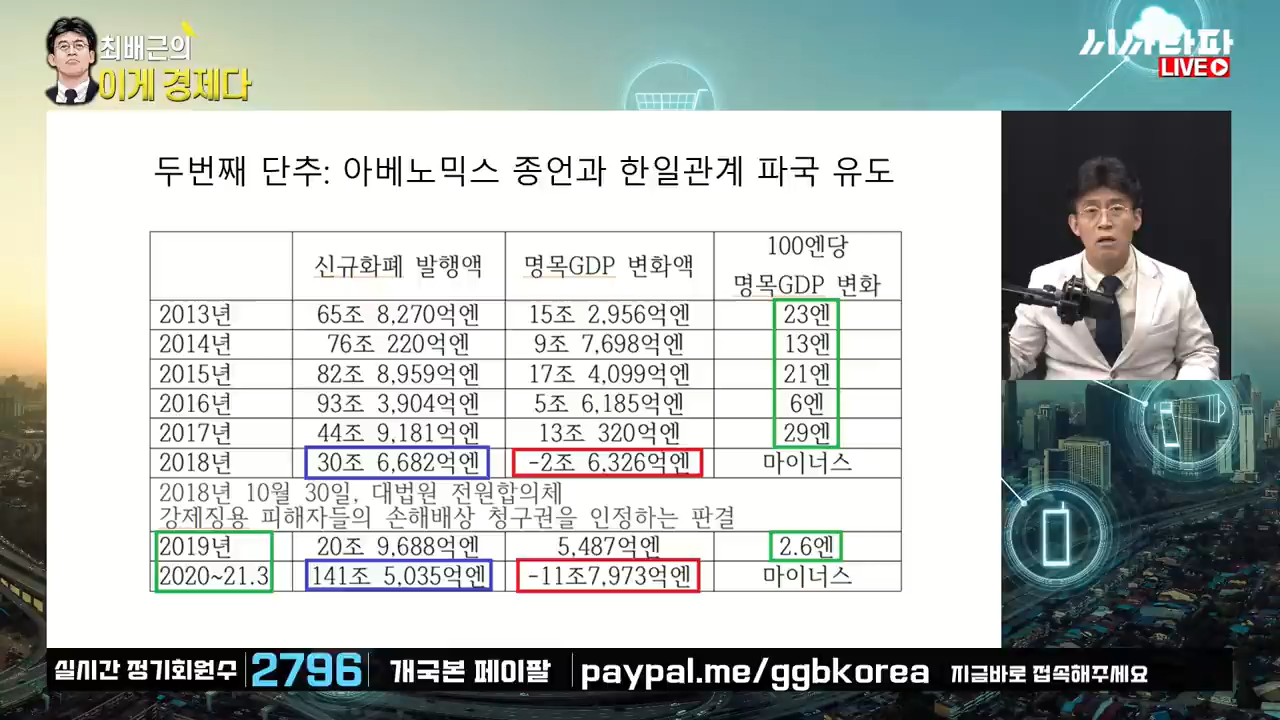 최배근의
이게 경제다
시사타파
LIVE
두번째 단추: 아베노믹스 종언과 한일관계 파국 유도
신규화폐 발행액 명목GDP 변화액 100엔당 명목GDP 변화
2013년 65조 8,270억엔 15조 2,956억엔 23엔
2014년 76조 220억엔 9조 7,698억엔 13엔
2015년 82조 8,959억엔 17조 4,099억엔 21엔
2016년 93조 3,904억엔 5조 6,185억엔 6엔
2017년 44조 9,181억엔 13조 320억엔 29엔
2018년 30조 6,682억엔 -2조 6,326억엔 마이너스
2018년 10월 30일, 대법원 전원합의체
강제징용 피해자들의 손해배상 청구권을 인정하는 판결
2019년 20조 9,688억엔 5,487억엔 2.6엔
2020~21.3 141조 5,035억엔 -11조7,973억엔 마이너스
실시간 정기회원수 2796 개국본 페이팔 paypal.me/ggbkorea 지금바로 접속해주세요